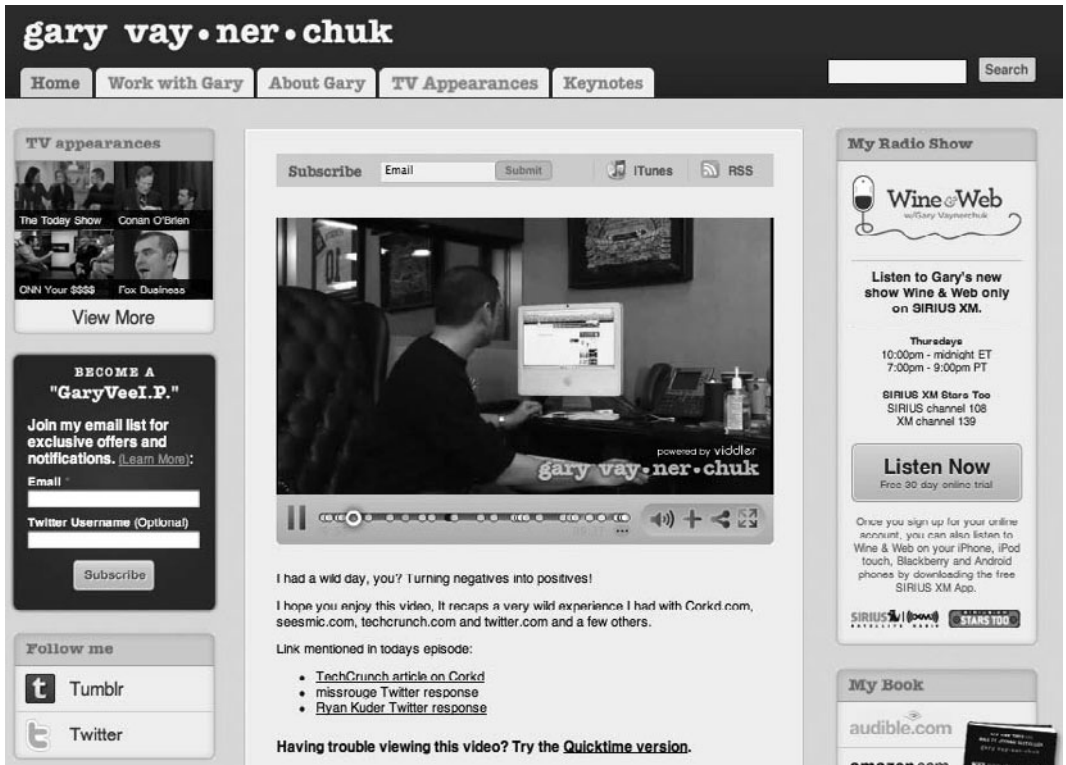 gary vay•ner•chuk
Home
Work with Gary
About Gary
TV Appearances
Keynotes
Search
TV appearances
The Today Show
Conan O'Brien
CNN Your $$$$
Fox Business
View More
BECOME A
"GaryVeeI.P."
Join my email list for
exclusive offers and
notifications. (Learn More):
Email *
Twitter Username (Optional)
Subscribe
Follow me
Tumblr
Twitter
Subscribe
Email
Submit
iTunes
RSS
powered by viddler
gary vay•ner•chuk
I had a wild day, you? Turning negatives into positives!
I hope you enjoy this video, It recaps a very wild experience I had with Corkd.com,
seesmic.com, techcrunch.com and twitter.com and a few others.
Link mentioned in todays episode:
• TechCrunch article on Corkd
• missrouge Twitter response
• Ryan Kuder Twitter response
Having trouble viewing this video? Try the Quicktime version.
My Radio Show
Wine & Web
w/Gary Vaynerchuk
Listen to Gary's new
show Wine & Web only
on SIRIUS XM.
Thursdays
10:00pm - midnight ET
7:00pm - 9:00pm PT
SIRIUS XM Stars Too
SIRIUS channel 108
XM channel 139
Listen Now
Free 30 day online trial
Once you sign up for your online
account, you can also listen to
Wine & Web on your iPhone, iPod
touch, Blackberry and Android
phones by downloading the free
SIRIUS XM App.
SIRIUS
SATELLITE RADIO
STARS TOO
My Book
audible.com
amazon.com
gary vay•ner•chuk